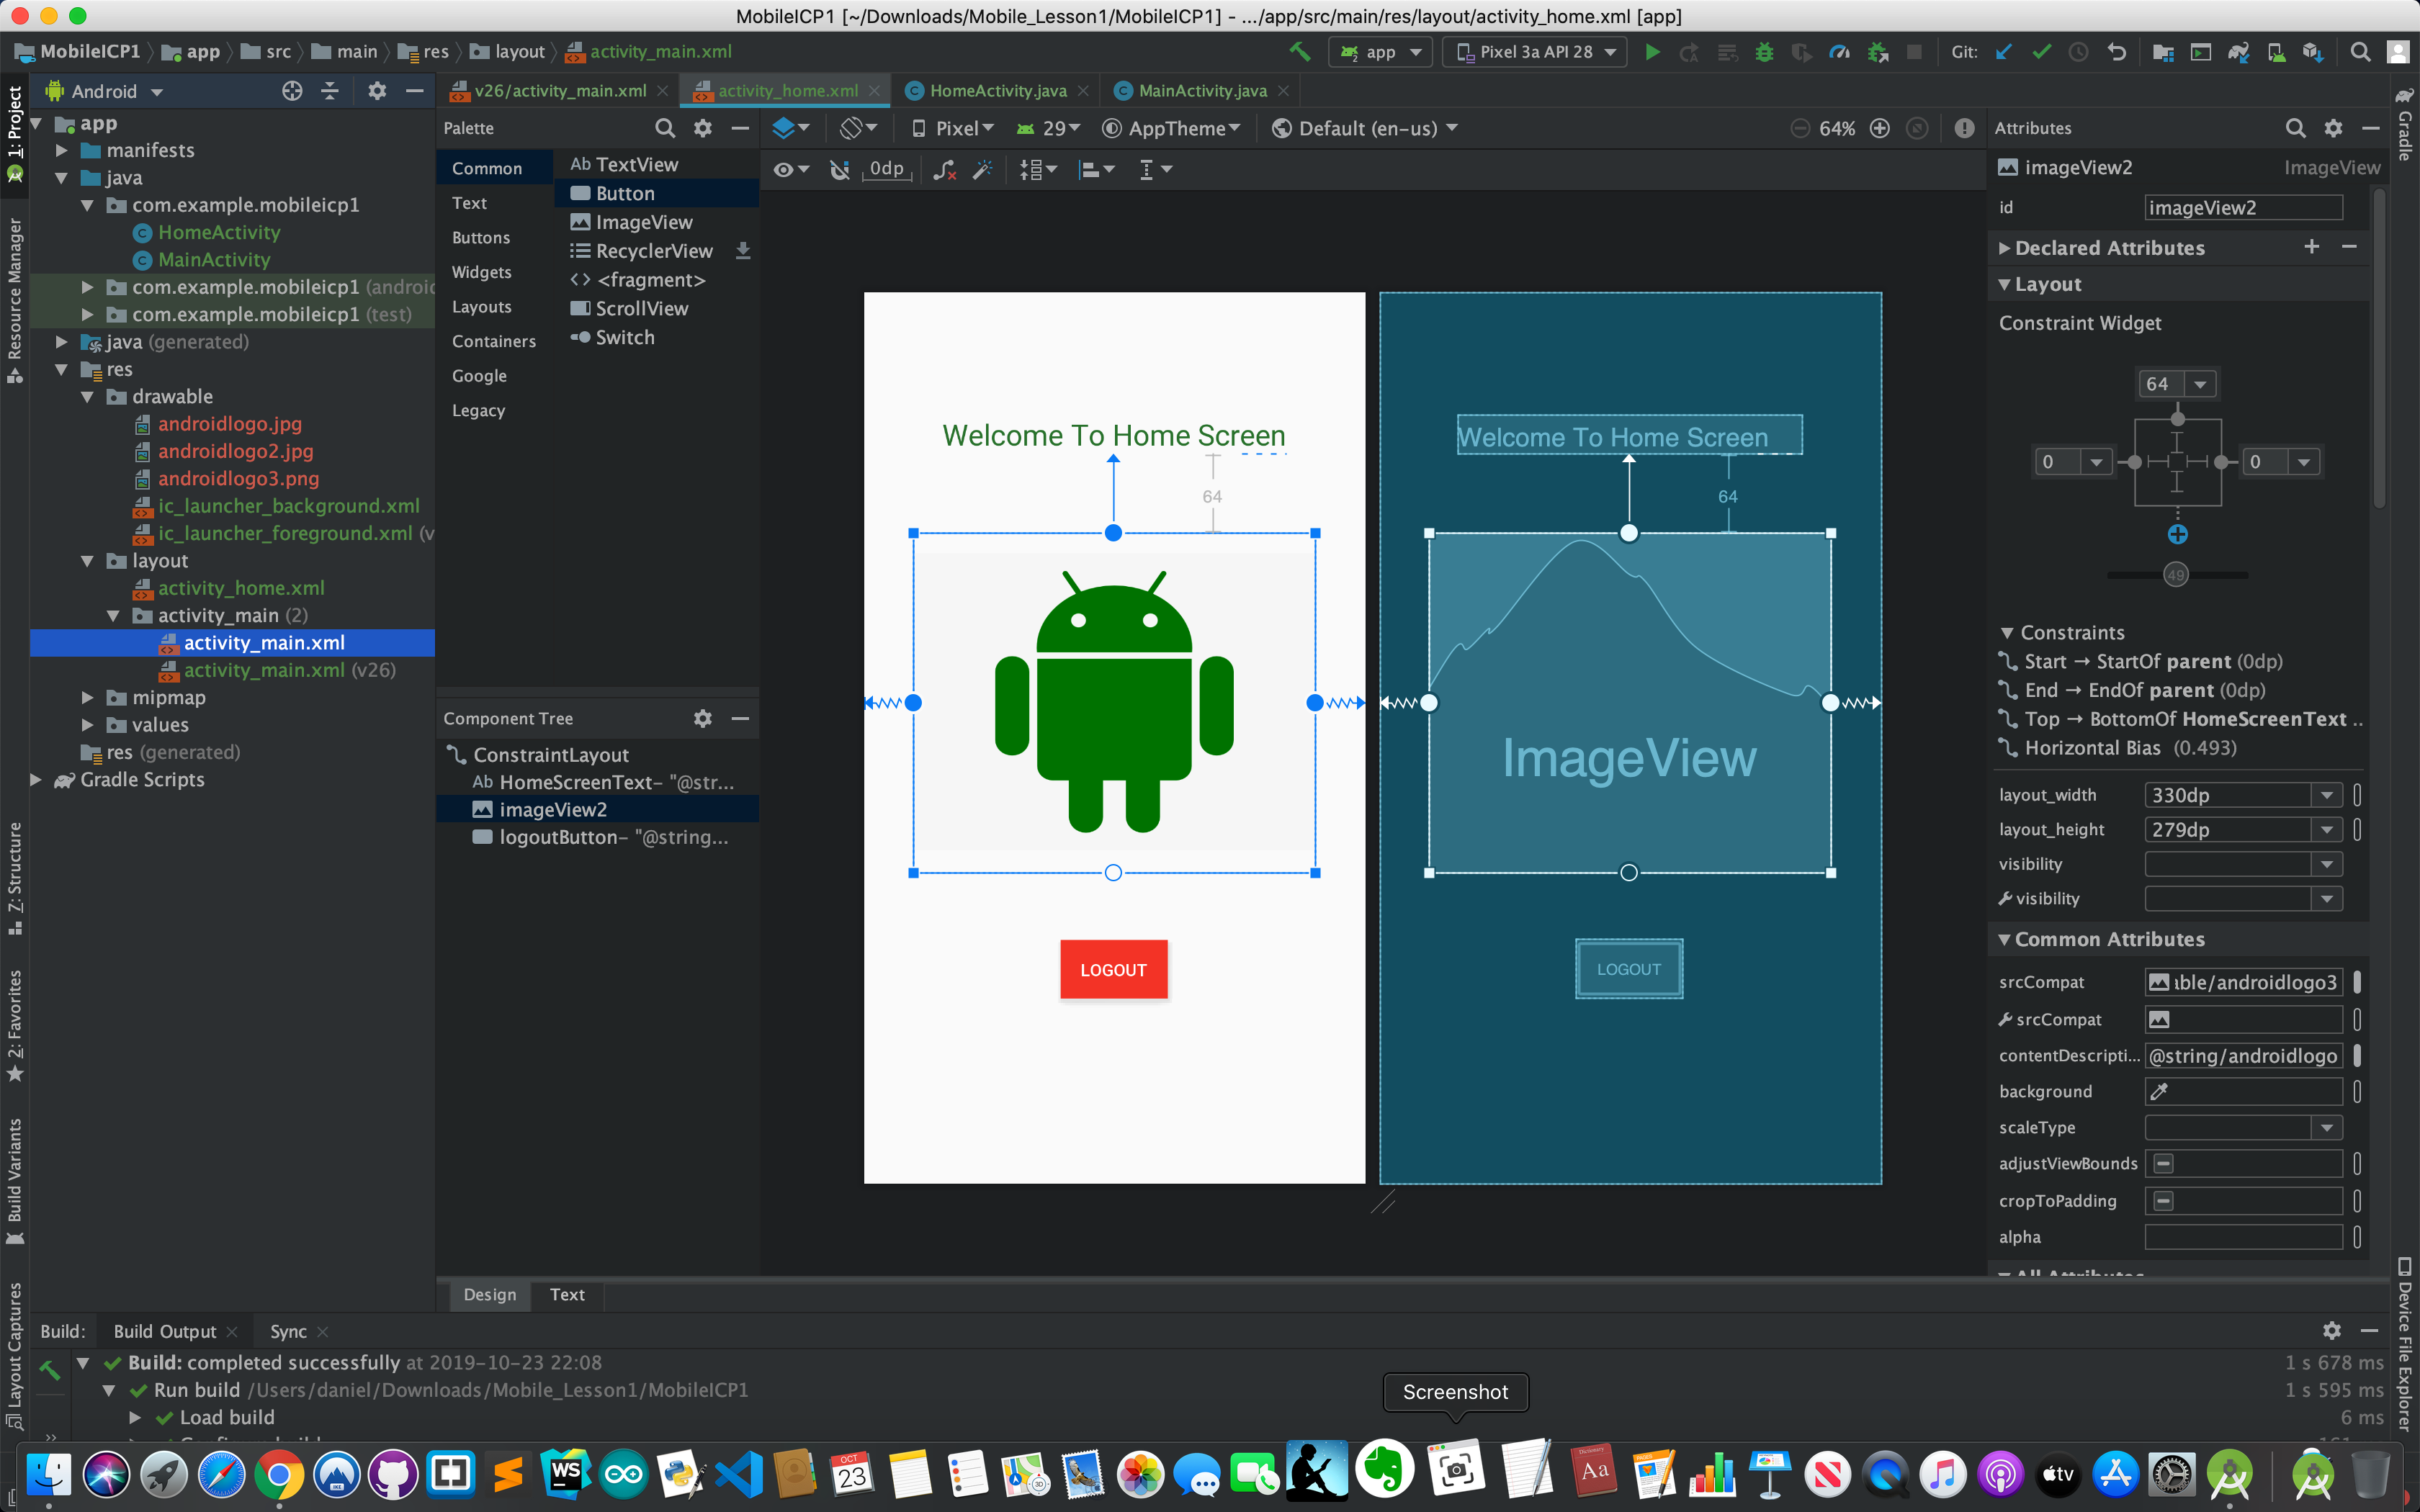 MobileICP1 [~/Downloads/Mobile_Lesson1/MobileICP1] - .../app/src/main/res/layout/activity_home.xml [app]
MobileICP1 app src main res layout activity_main.xml
app Pixel 3a API 28 Git:
Android
v26/activity_main.xml activity_home.xml HomeActivity.java MainActivity.java
1: Project
Resource Manager
Z: Structure
2: Favorites
Build Variants
Layout Captures
app
manifests
java
com.example.mobileicp1
HomeActivity
MainActivity
com.example.mobileicp1 (androic
com.example.mobileicp1 (test)
java (generated)
res
drawable
androidlogo.jpg
androidlogo2.jpg
androidlogo3.png
ic_launcher_background.xml
ic_launcher_foreground.xml (v
layout
activity_home.xml
activity_main (2)
activity_main.xml
activity_main.xml (v26)
mipmap
values
res (generated)
Gradle Scripts
Palette
Common
Text
Buttons
Widgets
Layouts
Containers
Google
Legacy
Ab TextView
Button
ImageView
RecyclerView
<fragment>
ScrollView
Switch
Component Tree
ConstraintLayout
Ab HomeScreenText- "@str...
imageView2
logoutButton- "@string...
Pixel 29 AppTheme Default (en-us) 64%
0dp
Welcome To Home Screen
64
LOGOUT
Welcome To Home Screen
64
ImageView
LOGOUT
Design Text
Attributes
imageView2 ImageView
id imageView2
Declared Attributes
Layout
Constraint Widget
64
0 0
49
Constraints
Start → StartOf parent (0dp)
End → EndOf parent (0dp)
Top → BottomOf HomeScreenText ..
Horizontal Bias (0.493)
layout_width 330dp
layout_height 279dp
visibility
visibility
Common Attributes
srcCompat able/androidlogo3
srcCompat
contentDescripti... @string/androidlogo
background
scaleType
adjustViewBounds
cropToPadding
alpha
All Attributes
Gradle
Device File Explorer
Build: Build Output Sync
Build: completed successfully at 2019-10-23 22:08 1 s 678 ms
Run build /Users/daniel/Downloads/Mobile_Lesson1/MobileICP1 1 s 595 ms
Load build 6 ms
Screenshot
WS
OCT
23
Dictionary
Aa
tv